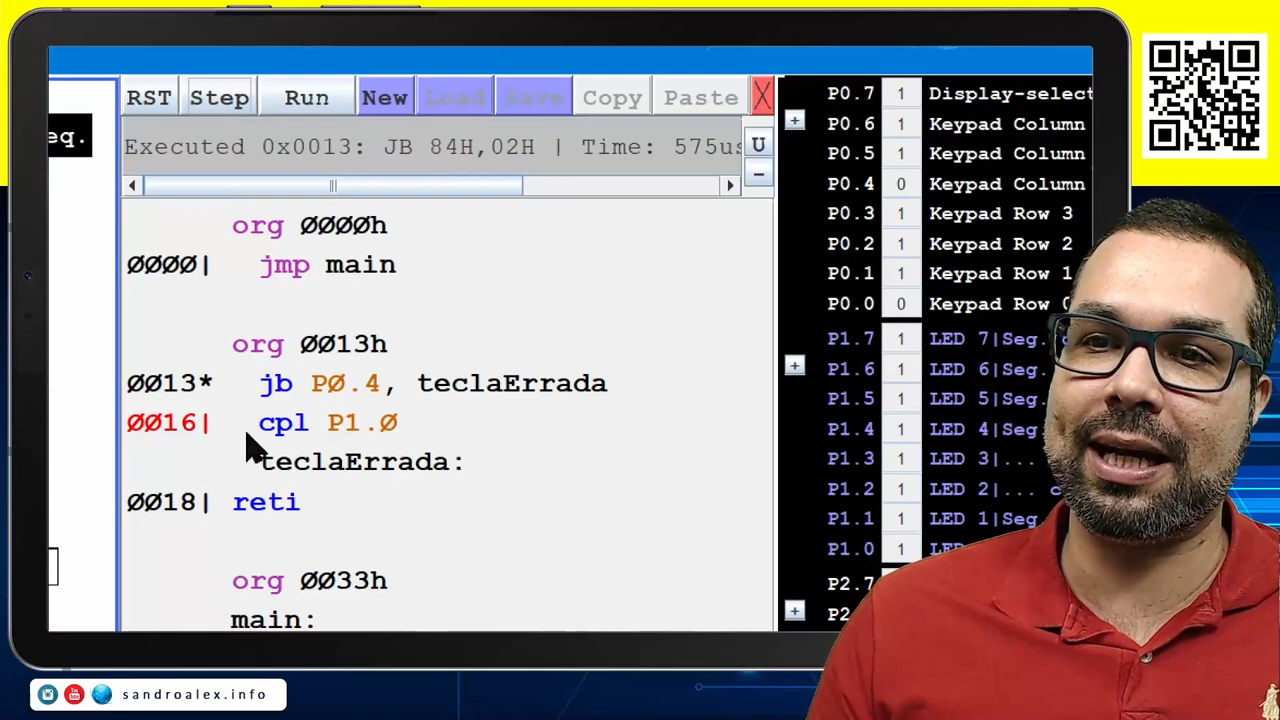 eq.
RST Step Run New Load Save Copy Paste X
Executed 0x0013: JB 84H,02H | Time: 575us
U
-
org 0000h
0000| jmp main
org 0013h
0013* jb P0.4, teclaErrada
0016| cpl P1.0
teclaErrada:
0018| reti
org 0033h
main:
+
+
+
P0.7 1 Display-select
P0.6 1 Keypad Column
P0.5 1 Keypad Column
P0.4 0 Keypad Column
P0.3 1 Keypad Row 3
P0.2 1 Keypad Row 2
P0.1 1 Keypad Row 1
P0.0 0 Keypad Row 0
P1.7 1 LED 7|Seg.
P1.6 1 LED 6|Seg.
P1.5 1 LED 5|Seg.
P1.4 1 LED 4|Seg.
P1.3 1 LED 3|...
P1.2 1 LED 2|... c
P1.1 1 LED 1|Seg
P1.0 1
P2.7
sandroalex.info